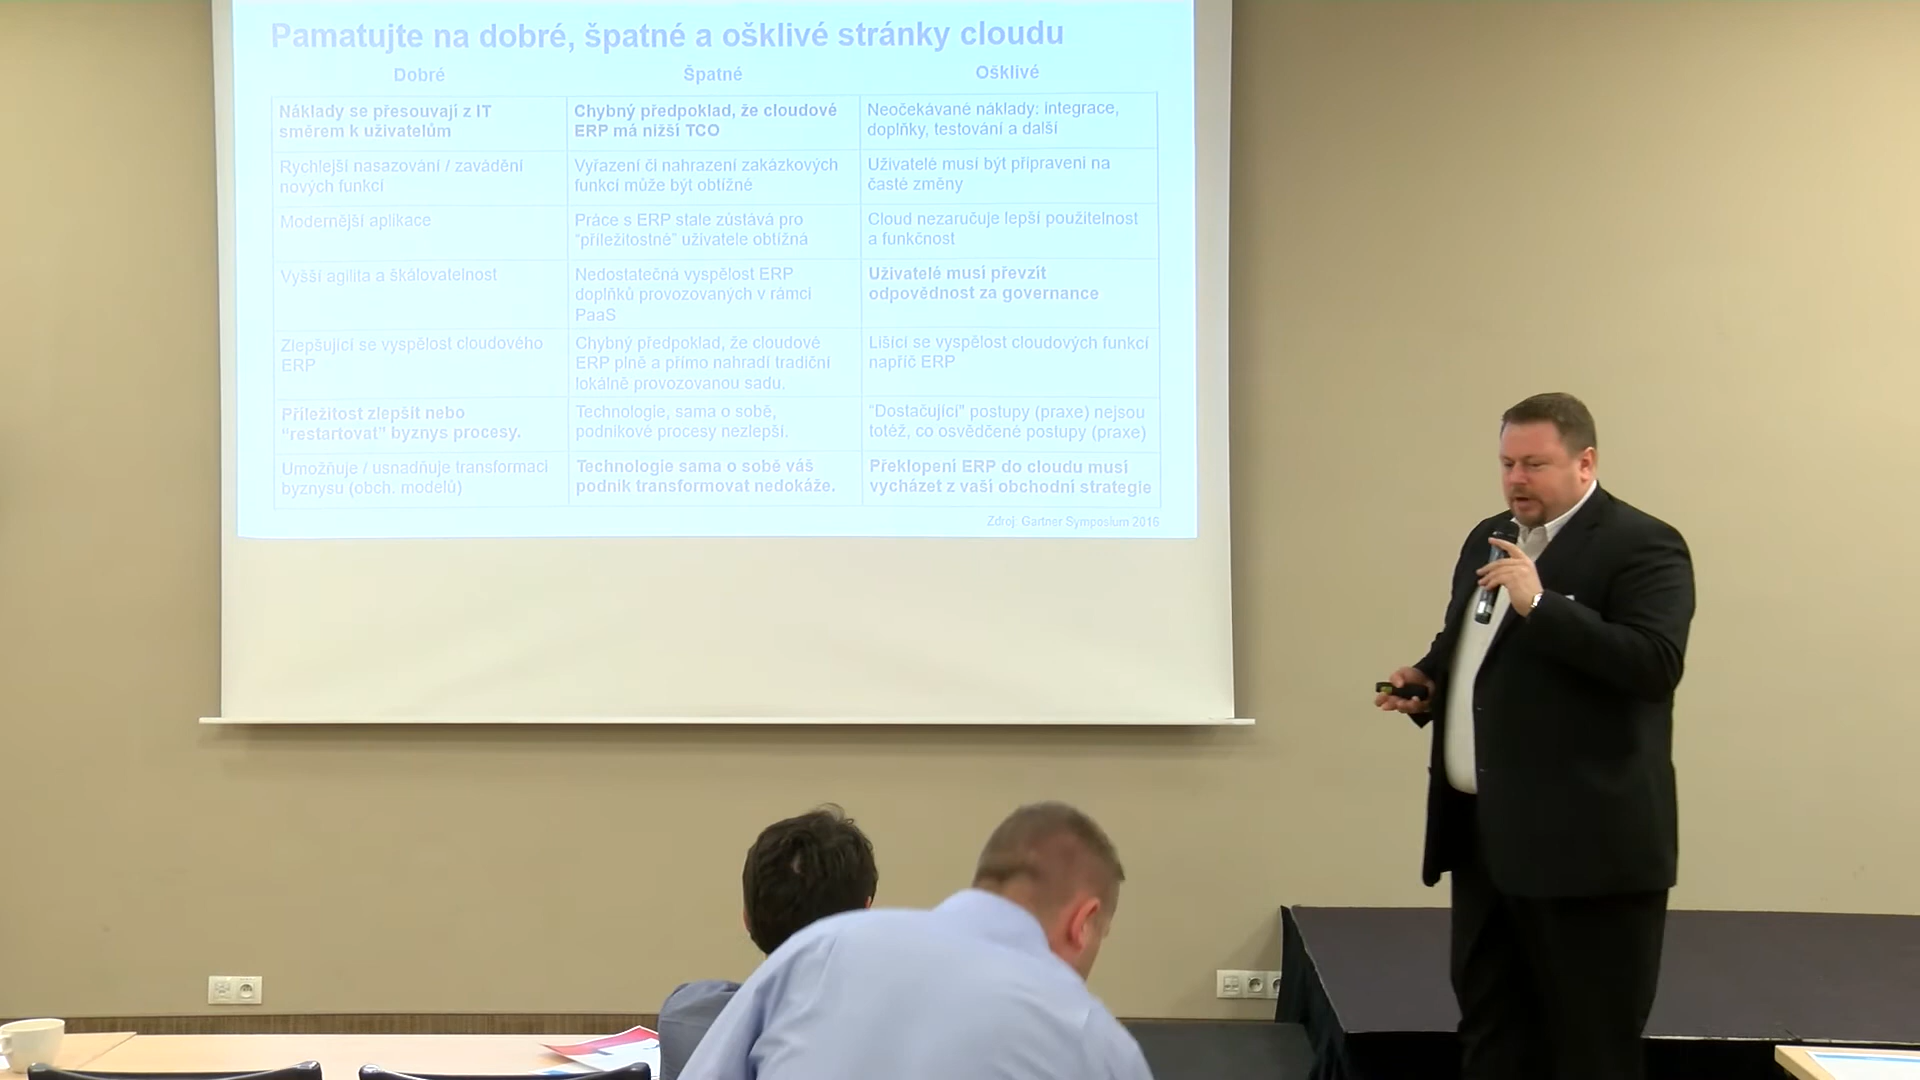 Pamatujte na dobré, špatné a ošklivé stránky cloudu
Dobré
Špatné
Ošklivé
Náklady se přesouvají z IT
směrem k uživatelům
Chybný předpoklad, že cloudové
ERP má nižší TCO
Neočekávané náklady: integrace,
doplňky, testování a další
Rychlejší nasazování / zavádění
nových funkcí
Vyřazení či nahrazení zakázkových
funkcí může být obtížné
Uživatelé musí být připraveni na
časté změny
Modernější aplikace
Práce s ERP stale zůstává pro
“příležitostné” uživatele obtížná
Cloud nezaručuje lepší použitelnost
a funkčnost
Vyšší agilita a škálovatelnost
Nedostatečná vyspělost ERP
doplňků provozovaných v rámci
PaaS
Uživatelé musí převzít
odpovědnost za governance
Zlepšující se vyspělost cloudového
ERP
Chybný předpoklad, že cloudové
ERP plně a přímo nahradí tradiční
lokálně provozovanou sadu.
Lišící se vyspělost cloudových funkcí
napříč ERP
Příležitost zlepšit nebo
“restartovat” byznys procesy.
Technologie, sama o sobě,
podnikové procesy nezlepší.
“Dostačující” postupy (praxe) nejsou
totéž, co osvědčené postupy (praxe)
Umožňuje / usnadňuje transformaci
byznysu (obch. modelů)
Technologie sama o sobě váš
podnik transformovat nedokáže.
Překlopení ERP do cloudu musí
vycházet z vaší obchodní strategie
Zdroj: Gartner Symposium 2016